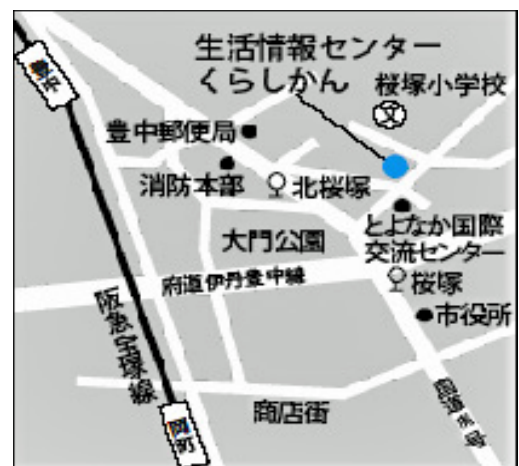 生活情報センター
くらしかん
桜塚小学校
文
豊中
豊中郵便局
消防本部
北桜塚
とよなか国際
交流センター
大門公園
府道伊丹豊中線
桜塚
市役所
阪急宝塚線
商店街
岡町